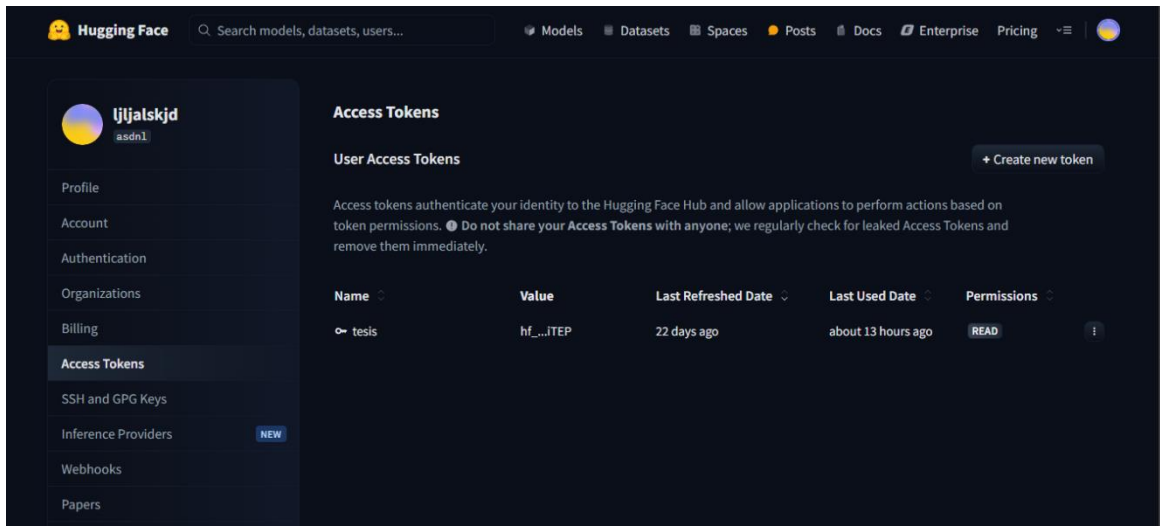 Hugging Face
Search models, datasets, users...
Models
Datasets
Spaces
Posts
Docs
Enterprise
Pricing
ljljalskjd
asdnl
Profile
Account
Authentication
Organizations
Billing
Access Tokens
SSH and GPG Keys
Inference Providers NEW
Webhooks
Papers
Access Tokens
User Access Tokens
+ Create new token
Access tokens authenticate your identity to the Hugging Face Hub and allow applications to perform actions based on
token permissions. Do not share your Access Tokens with anyone; we regularly check for leaked Access Tokens and
remove them immediately.
Name Value Last Refreshed Date Last Used Date Permissions
tesis hf_...iTEP 22 days ago about 13 hours ago READ